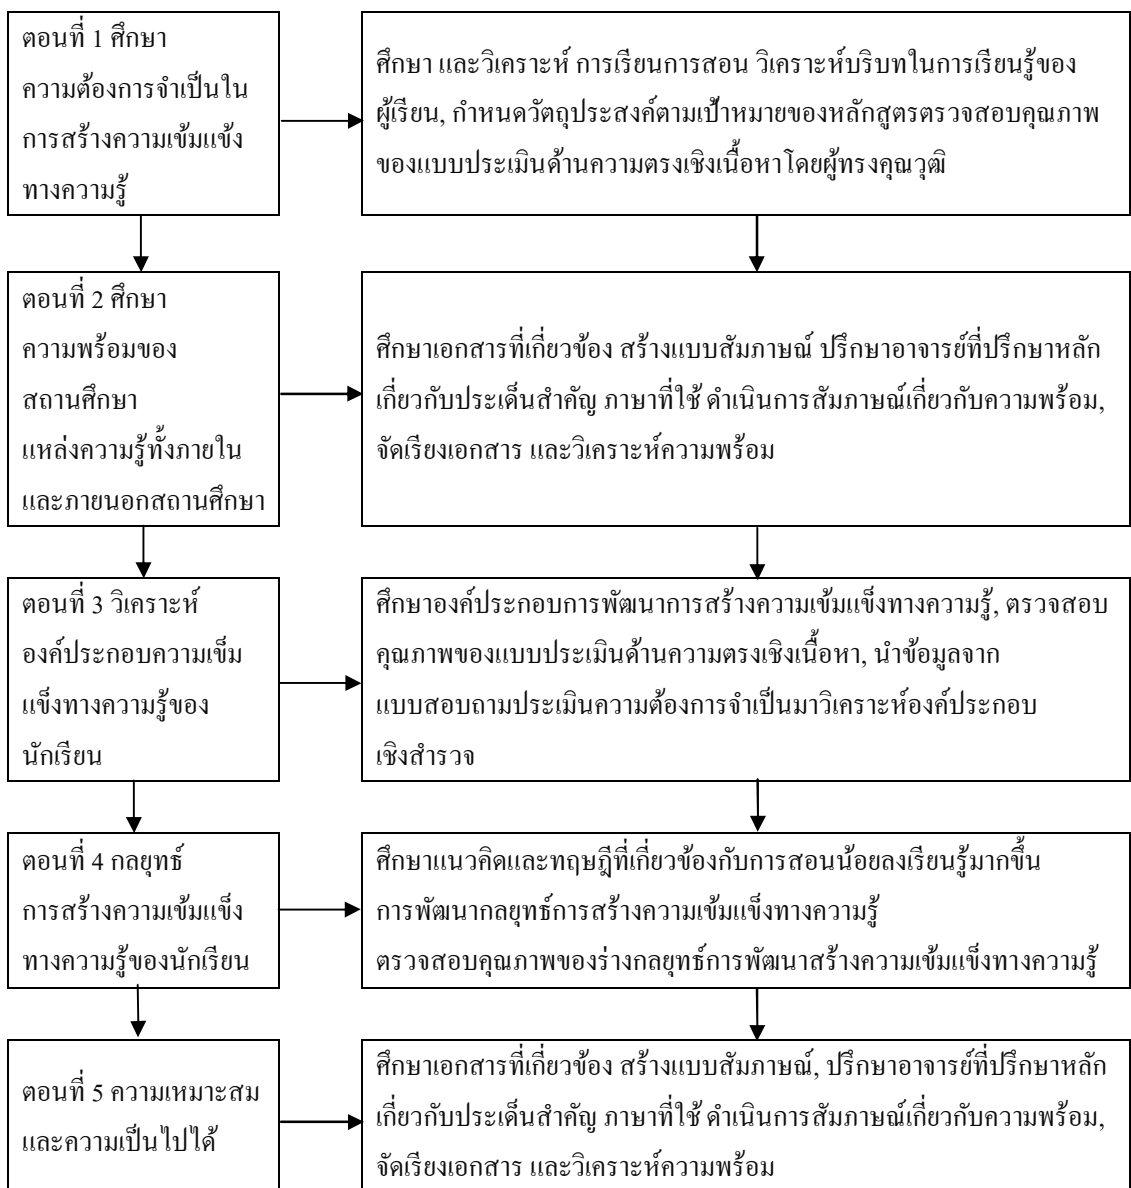 ตอนที่ 1 ศึกษา
ความต้องการจำเป็นใน
การสร้างความเข้มแข้ง
ทางความรู้
ศึกษา และวิเคราะห์ การเรียนการสอน วิเคราะห์บริบทในการเรียนรู้ของ
ผู้เรียน, กำหนดวัตถุประสงค์ตามเป้าหมายของหลักสูตรตรวจสอบคุณภาพ
ของแบบประเมินด้านความตรงเชิงเนื้อหาโดยผู้ทรงคุณวุฒิ
ตอนที่ 2 ศึกษา
ความพร้อมของ
สถานศึกษา
แหล่งความรู้ทั้งภายใน
และภายนอกสถานศึกษา
ศึกษาเอกสารที่เกี่ยวข้อง สร้างแบบสัมภาษณ์ ปรึกษาอาจารย์ที่ปรึกษาหลัก
เกี่ยวกับประเด็นสำคัญ ภาษาที่ใช้ ดำเนินการสัมภาษณ์เกี่ยวกับความพร้อม,
จัดเรียงเอกสาร และวิเคราะห์ความพร้อม
ตอนที่ 3 วิเคราะห์
องค์ประกอบความเข็ม
แข็งทางความรู้ของ
นักเรียน
ศึกษาองค์ประกอบการพัฒนาการสร้างความเข้มแข็งทางความรู้, ตรวจสอบ
คุณภาพของแบบประเมินด้านความตรงเชิงเนื้อหา, นำข้อมูลจาก
แบบสอบถามประเมินความต้องการจำเป็นมาวิเคราะห์องค์ประกอบ
เชิงสำรวจ
ตอนที่ 4 กลยุทธ์
การสร้างความเข้มแข็ง
ทางความรู้ของนักเรียน
ศึกษาแนวคิดและทฤษฎีที่เกี่ยวข้องกับการสอนน้อยลงเรียนรู้มากขึ้น
การพัฒนากลยุทธ์การสร้างความเข้มแข็งทางความรู้
ตรวจสอบคุณภาพของร่างกลยุทธ์การพัฒนาสร้างความเข้มแข็งทางความรู้
ตอนที่ 5 ความเหมาะสม
และความเป็นไปได้
ศึกษาเอกสารที่เกี่ยวข้อง สร้างแบบสัมภาษณ์, ปรึกษาอาจารย์ที่ปรึกษาหลัก
เกี่ยวกับประเด็นสำคัญ ภาษาที่ใช้ ดำเนินการสัมภาษณ์เกี่ยวกับความพร้อม,
จัดเรียงเอกสาร และวิเคราะห์ความพร้อม